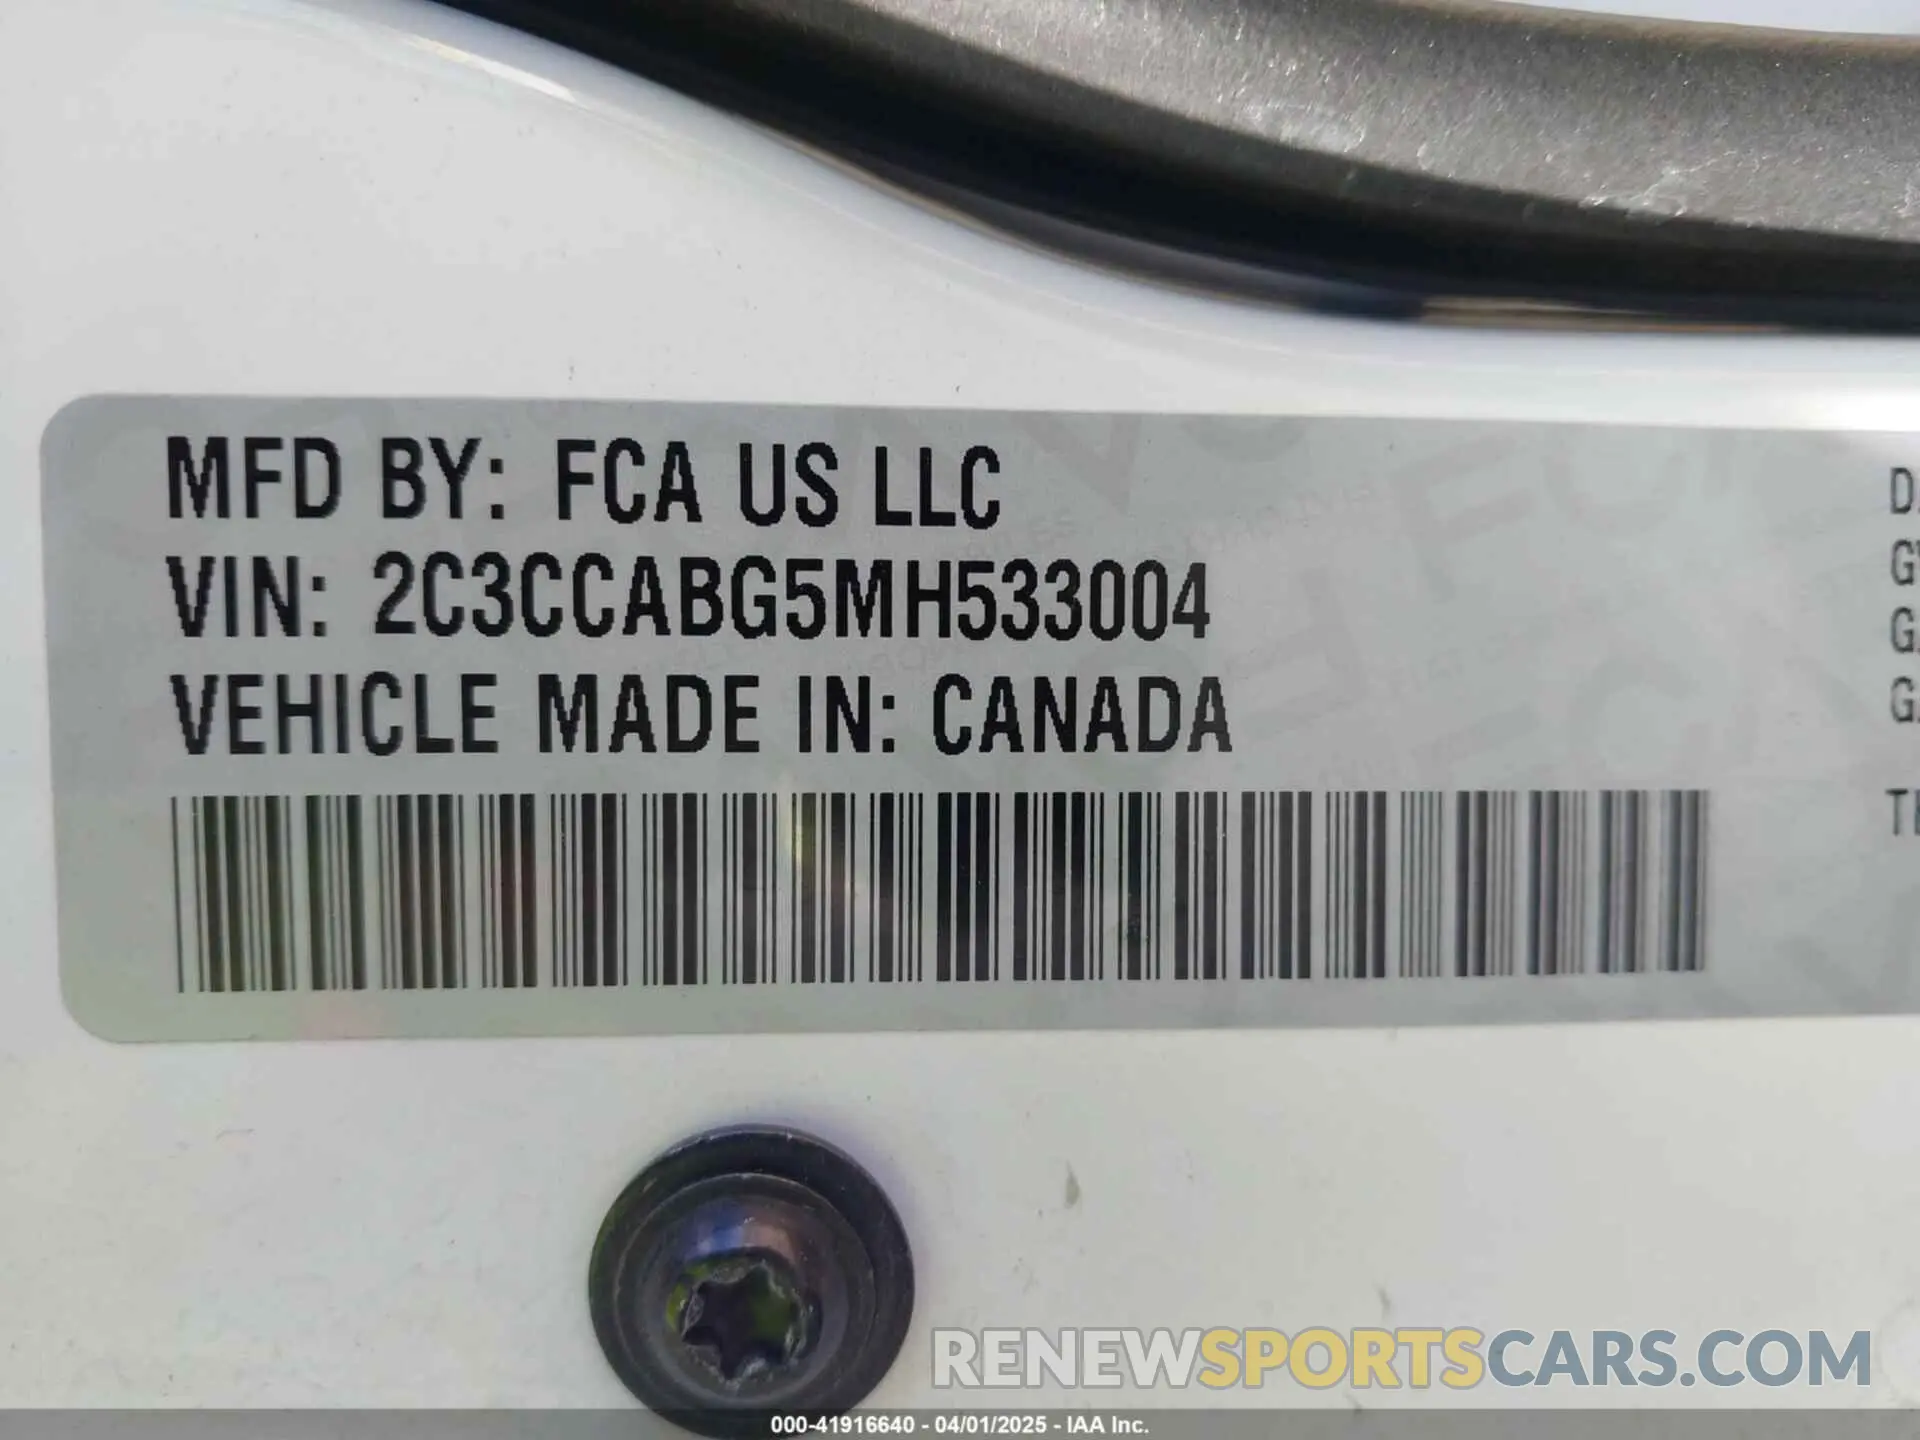 MFD BY: FCA US LLC
VIN: 2C3CCABG5MH533004
VEHICLE MADE IN: CANADA
RENEWSPORTSCARS.COM
000-41916640 - 04/01/2025 - IAA Inc.